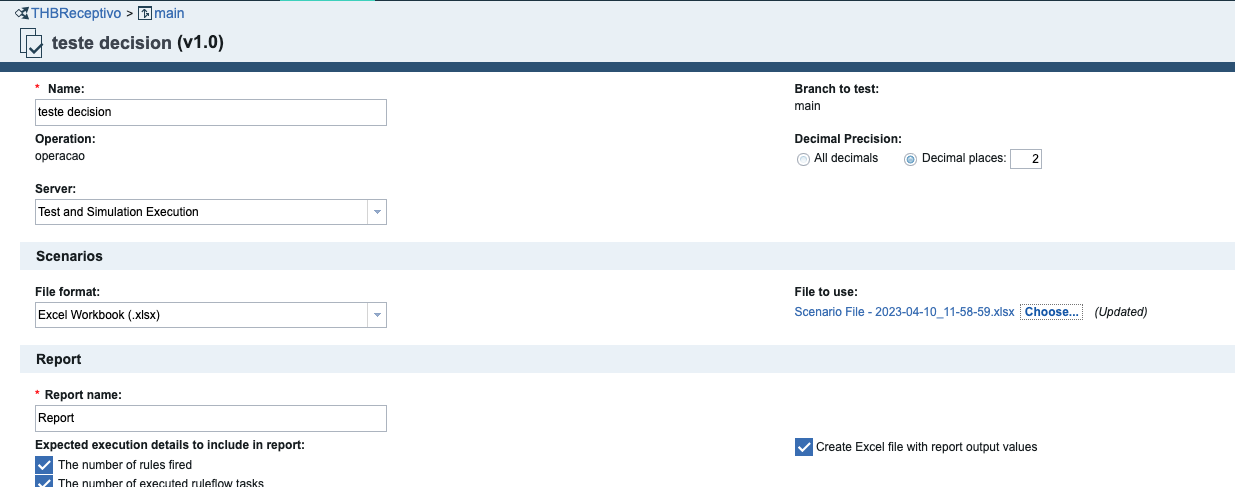 THBReceptivo > main
teste decision (v1.0)
* Name:
teste decision
Operation:
operacao
Server:
Test and Simulation Execution
Branch to test:
main
Decimal Precision:
All decimals Decimal places: 2
Scenarios
File format:
Excel Workbook (.xlsx)
File to use:
Scenario File - 2023-04-10_11-58-59.xlsx Choose... (Updated)
Report
* Report name:
Report
Expected execution details to include in report:
The number of rules fired
The number of executed ruleflow tasks
Create Excel file with report output values